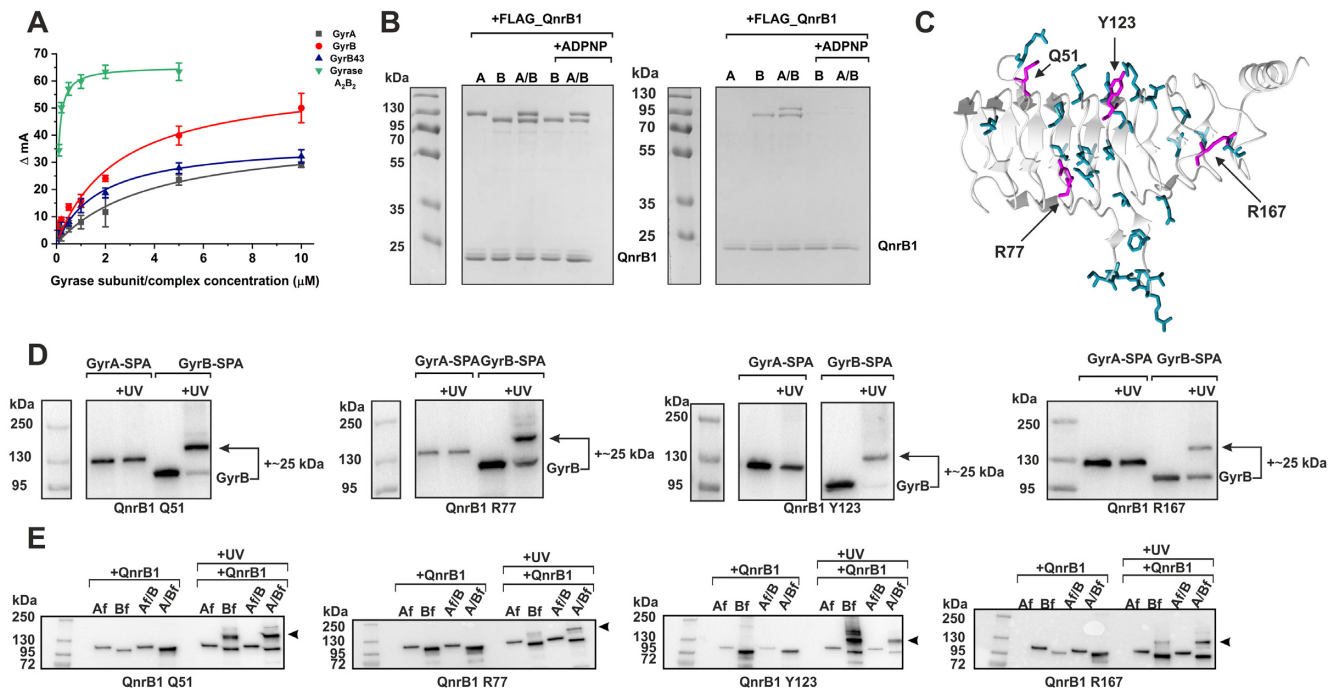 A
GyrA
GyrB
GyrB43
Gyrase
A2B2
70
60
50
40
30
20
10
0
Δ mA
0 2 4 6 8 10
Gyrase subunit/complex concentration (μM)
B
+FLAG_QnrB1
+ADPNP
kDa A B A/B B A/B
130
95
70
55
35
25
QnrB1
+FLAG_QnrB1
+ADPNP
kDa A B A/B B A/B
130
95
70
55
35
25
QnrB1
C
Y123
Q51
R77
R167
D
GyrA-SPA GyrB-SPA
+UV +UV
kDa
250
130
95
GyrB
+~25 kDa
QnrB1 Q51
GyrA-SPA GyrB-SPA
+UV +UV
kDa
250
130
95
GyrB
+~25 kDa
QnrB1 R77
GyrA-SPA GyrB-SPA
+UV +UV
kDa
250
130
95
GyrB
+~25 kDa
QnrB1 Y123
GyrA-SPA GyrB-SPA
+UV +UV
kDa
250
130
95
GyrB
+~25 kDa
QnrB1 R167
E
+UV
+QnrB1 +QnrB1
kDa Af Bf Af/B A/Bf Af Bf Af/B A/Bf
250
130
95
72
QnrB1 Q51
+UV
+QnrB1 +QnrB1
kDa Af Bf Af/B A/Bf Af Bf Af/B A/Bf
250
130
95
72
QnrB1 R77
+UV
+QnrB1 +QnrB1
kDa Af Bf Af/B A/Bf Af Bf Af/B A/Bf
250
130
95
72
QnrB1 Y123
+UV
+QnrB1 +QnrB1
kDa Af Bf Af/B A/Bf Af Bf Af/B A/Bf
250
130
95
72
QnrB1 R167